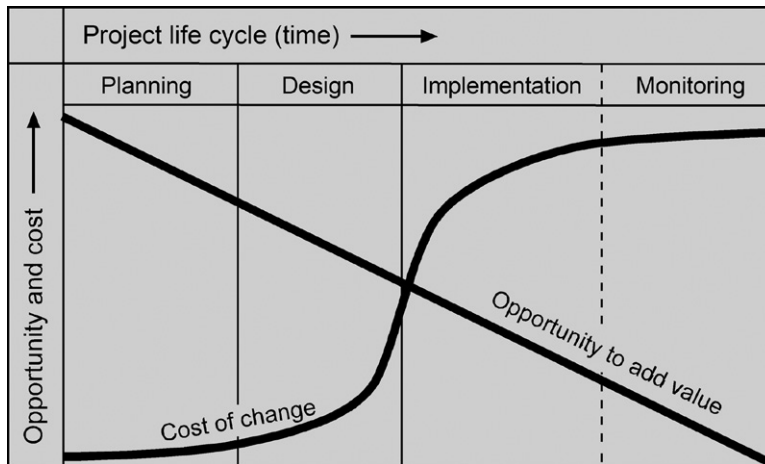 Project life cycle (time)
Planning
Design
Implementation
Monitoring
Opportunity and cost
Cost of change
Opportunity to add value